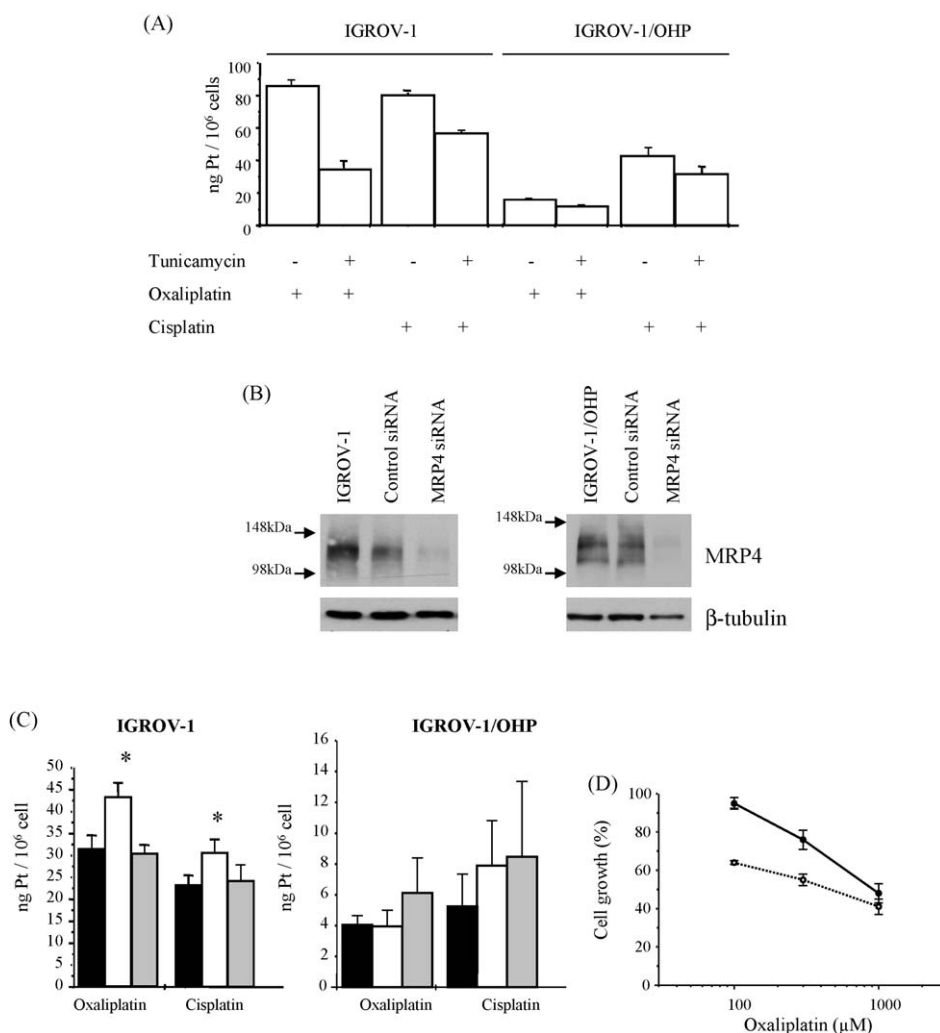 (A)
IGROV-1 IGROV-1/OHP
ng Pt / 10⁶ cells
100
80
60
40
20
0
Tunicamycin - + - + - + - +
Oxaliplatin + + + +
Cisplatin + + + +
(B)
IGROV-1
Control siRNA
MRP4 siRNA
IGROV-1/OHP
Control siRNA
MRP4 siRNA
148kDa
98kDa
148kDa
98kDa
MRP4
β-tubulin
(C)
IGROV-1
ng Pt / 10⁶ cell
45
40
35
30
25
20
15
10
5
0
* *
Oxaliplatin Cisplatin
IGROV-1/OHP
ng Pt / 10⁶ cell
16
14
12
10
8
6
4
2
0
Oxaliplatin Cisplatin
(D)
Cell growth (%)
100
80
60
40
20
0
100 1000
Oxaliplatin (µM)